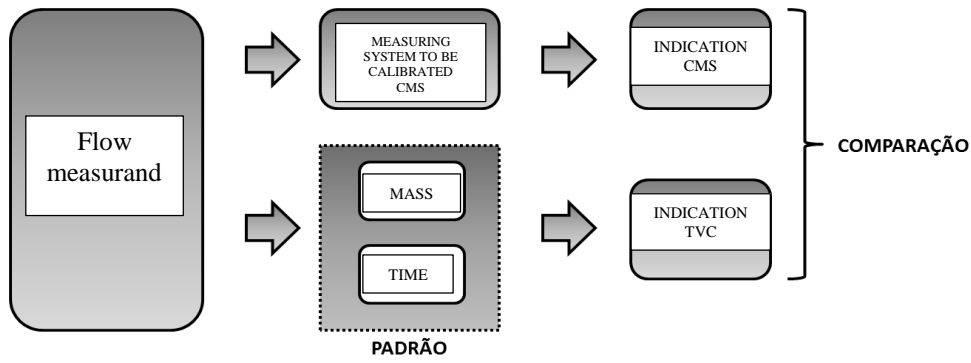 Flow
measurand
MEASURING
SYSTEM TO BE
CALIBRATED
CMS
INDICATION
CMS
MASS
TIME
PADRÃO
INDICATION
TVC
COMPARAÇÃO